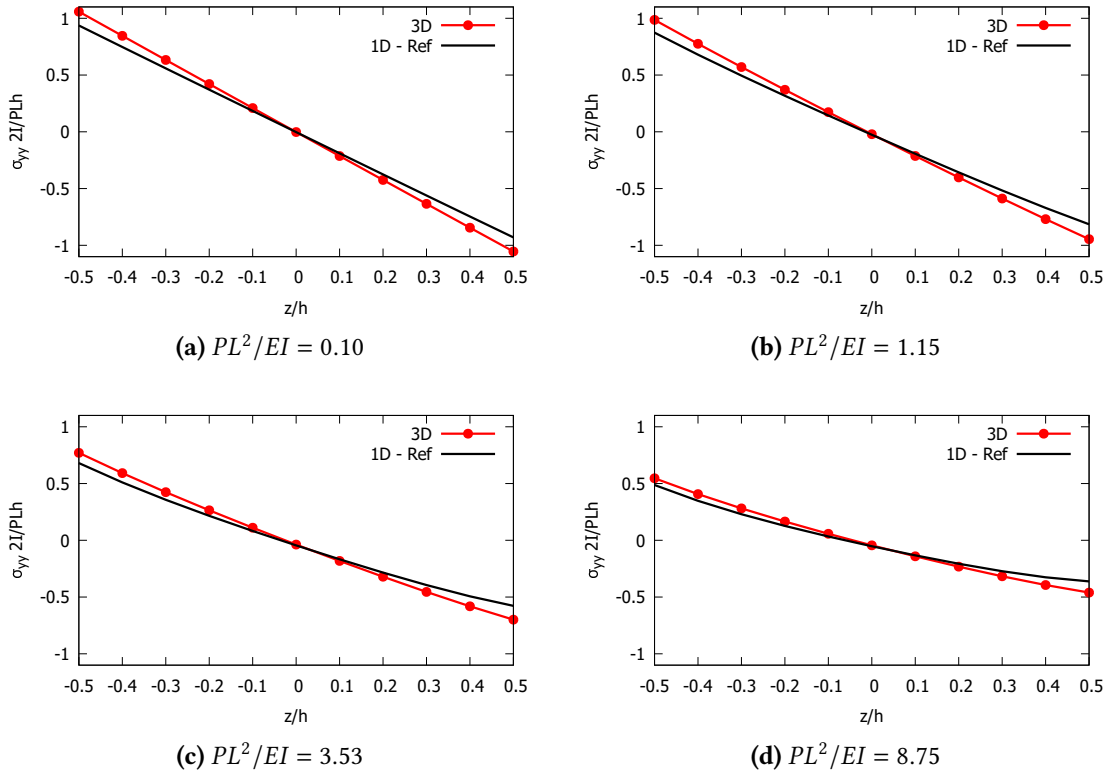 1
0.5
0
-0.5
-1
σyy 2I/PLh
3D
1D - Ref
-0.5 -0.4 -0.3 -0.2 -0.1 0 0.1 0.2 0.3 0.4 0.5
z/h
(a) PL²/EI = 0.10
1
0.5
0
-0.5
-1
σyy 2I/PLh
3D
1D - Ref
-0.5 -0.4 -0.3 -0.2 -0.1 0 0.1 0.2 0.3 0.4 0.5
z/h
(b) PL²/EI = 1.15
1
0.5
0
-0.5
-1
σyy 2I/PLh
3D
1D - Ref
-0.5 -0.4 -0.3 -0.2 -0.1 0 0.1 0.2 0.3 0.4 0.5
z/h
(c) PL²/EI = 3.53
1
0.5
0
-0.5
-1
σyy 2I/PLh
3D
1D - Ref
-0.5 -0.4 -0.3 -0.2 -0.1 0 0.1 0.2 0.3 0.4 0.5
z/h
(d) PL²/EI = 8.75